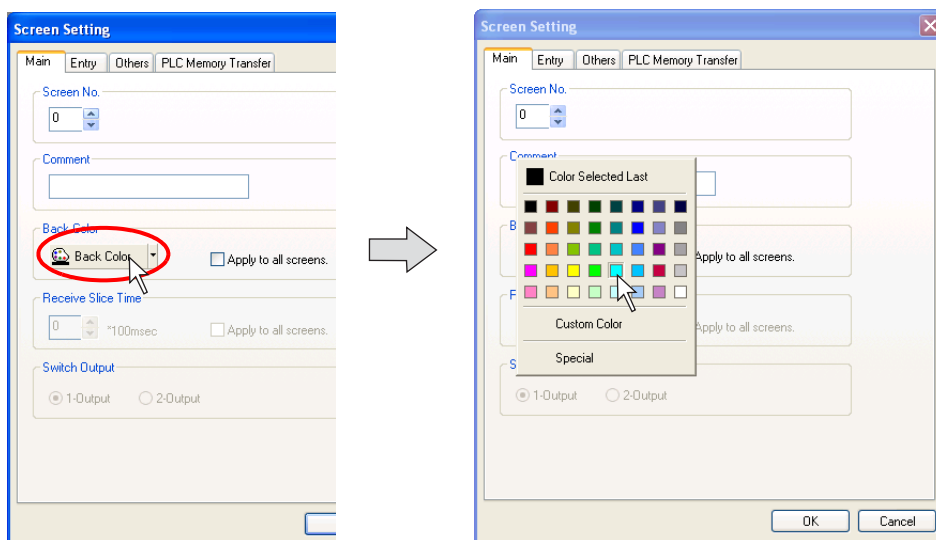 Screen Setting
Main Entry Others PLC Memory Transfer
Screen No.
0
Comment
Back Color
Back Color
Apply to all screens.
Receive Slice Time
0 *100msec Apply to all screens.
Switch Output
1-Output 2-Output
Screen Setting
Main Entry Others PLC Memory Transfer
Screen No.
0
Comment
Color Selected Last
B
Apply to all screens.
Custom Color
Apply to all screens.
Special
S
1-Output 2-Output
OK Cancel